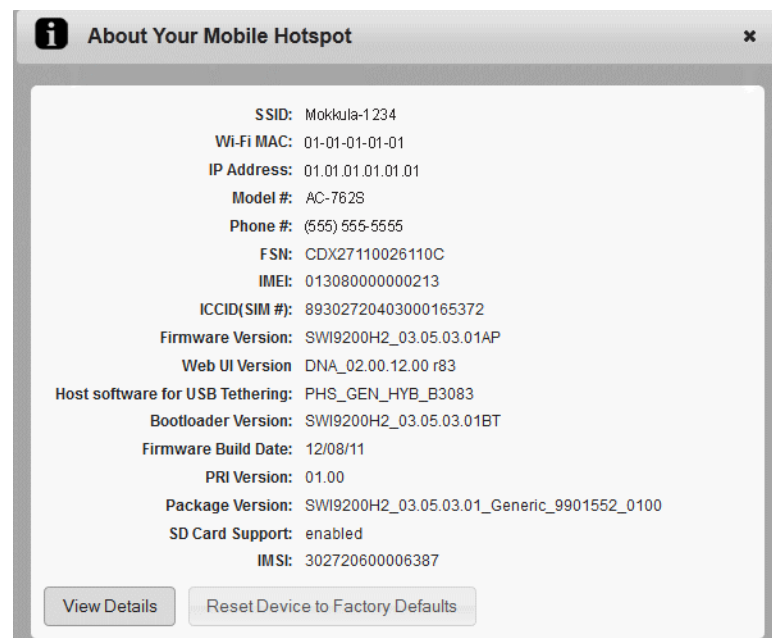 About Your Mobile Hotspot
SSID: Mokkula-1234
Wi-Fi MAC: 01-01-01-01-01
IP Address: 01.01.01.01.01.01
Model #: AC-762S
Phone #: (555) 555-5555
FSN: CDX27110026110C
IMEI: 013080000000213
ICCID(SIM #): 89302720403000165372
Firmware Version: SWI9200H2_03.05.03.01AP
Web UI Version DNA_02.00.12.00 r83
Host software for USB Tethering: PHS_GEN_HYB_B3083
Bootloader Version: SWI9200H2_03.05.03.01BT
Firmware Build Date: 12/08/11
PRI Version: 01.00
Package Version: SWI9200H2_03.05.03.01_Generic_9901552_0100
SD Card Support: enabled
IMSI: 302720600006387
View Details Reset Device to Factory Defaults